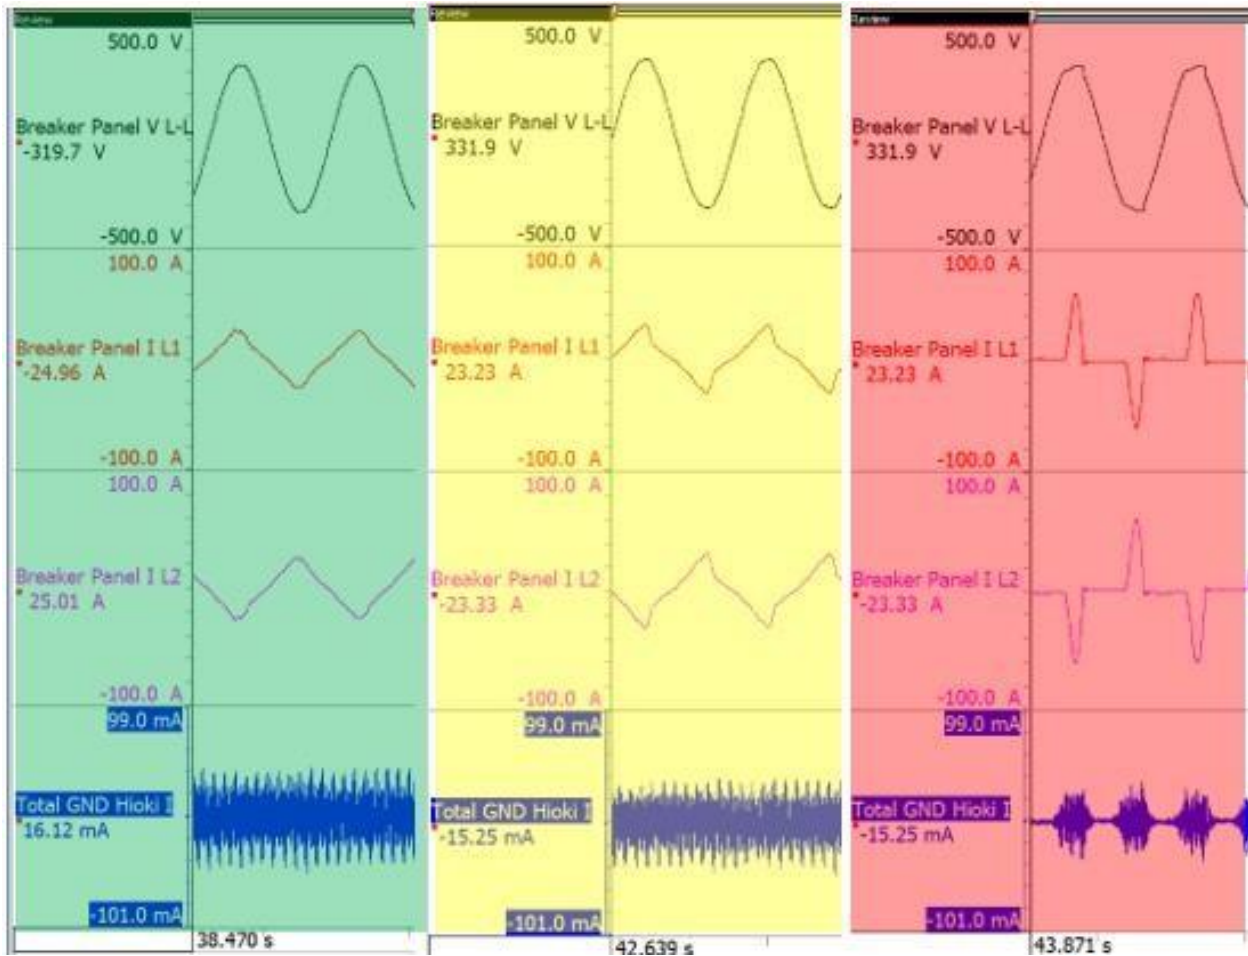 Review
500.0 V
Breaker Panel V L-L
-319.7 V
-500.0 V
100.0 A
Breaker Panel I L1
-24.96 A
-100.0 A
100.0 A
Breaker Panel I L2
25.01 A
-100.0 A
99.0 mA
Total GND Hioki I
16.12 mA
-101.0 mA
38.470 s
Review
500.0 V
Breaker Panel V L-L
331.9 V
-500.0 V
100.0 A
Breaker Panel I L1
23.23 A
-100.0 A
100.0 A
Breaker Panel I L2
-23.33 A
-100.0 A
99.0 mA
Total GND Hioki I
-15.25 mA
-101.0 mA
42.639 s
Review
500.0 V
Breaker Panel V L-L
331.9 V
-500.0 V
100.0 A
Breaker Panel I L1
23.23 A
-100.0 A
100.0 A
Breaker Panel I L2
-23.33 A
-100.0 A
99.0 mA
Total GND Hioki I
-15.25 mA
-101.0 mA
43.871 s